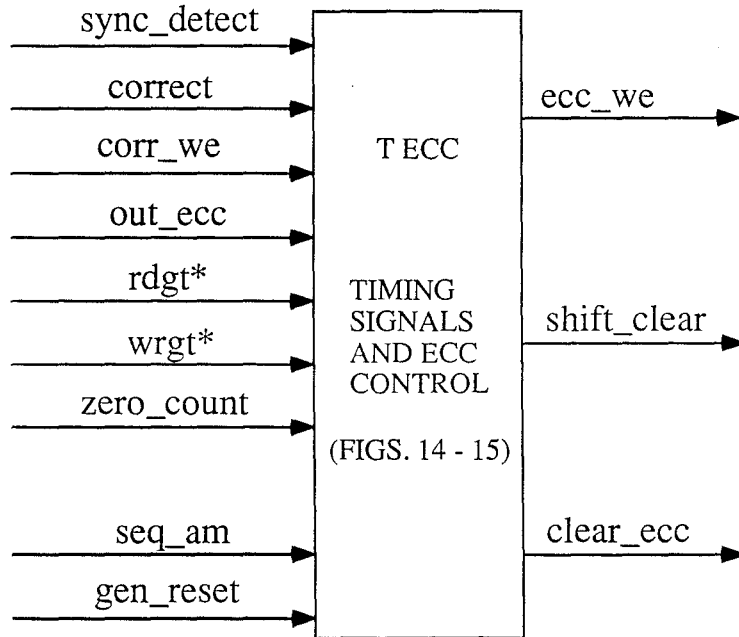 sync_detect
correct
corr_we
out_ecc
rdgt*
wrgt*
zero_count
seq_am
gen_reset
T ECC
TIMING
SIGNALS
AND ECC
CONTROL
(FIGS. 14 - 15)
ecc_we
shift_clear
clear_ecc